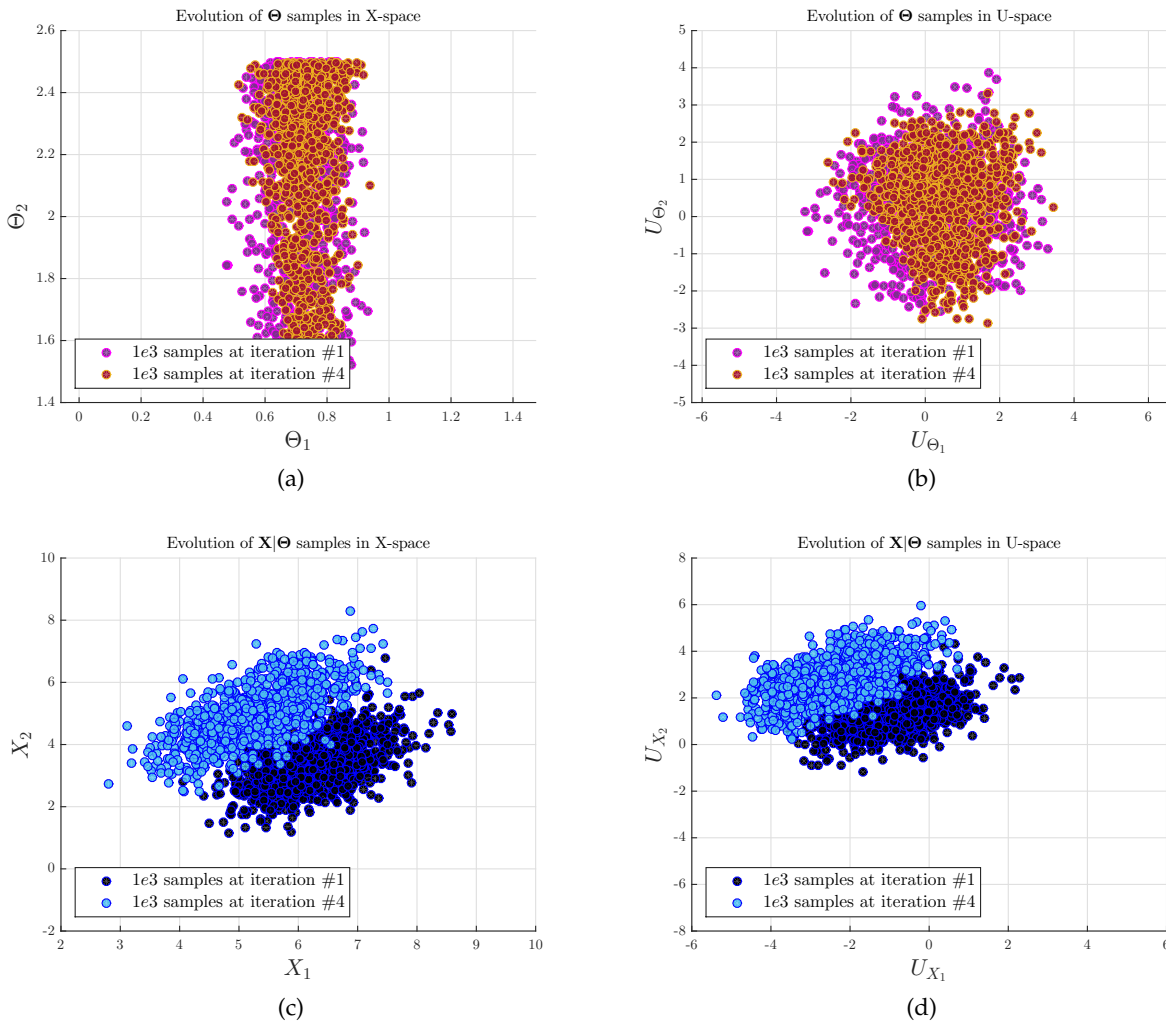 Evolution of Θ samples in X-space
2.6
2.4
2.2
2
1.8
1.6
1.4
Θ₂
1e3 samples at iteration #1
1e3 samples at iteration #4
0 0.2 0.4 0.6 0.8 1 1.2 1.4
Θ₁
(a)
Evolution of Θ samples in U-space
5
4
3
2
1
0
-1
-2
-3
-4
-5
U_Θ₂
1e3 samples at iteration #1
1e3 samples at iteration #4
-6 -4 -2 0 2 4 6
U_Θ₁
(b)
Evolution of X|Θ samples in X-space
10
8
6
4
2
0
-2
X₂
1e3 samples at iteration #1
1e3 samples at iteration #4
2 3 4 5 6 7 8 9 10
X₁
(c)
Evolution of X|Θ samples in U-space
8
6
4
2
0
-2
-4
-6
-8
U_X₂
1e3 samples at iteration #1
1e3 samples at iteration #4
-6 -4 -2 0 2 4 6
U_X₁
(d)